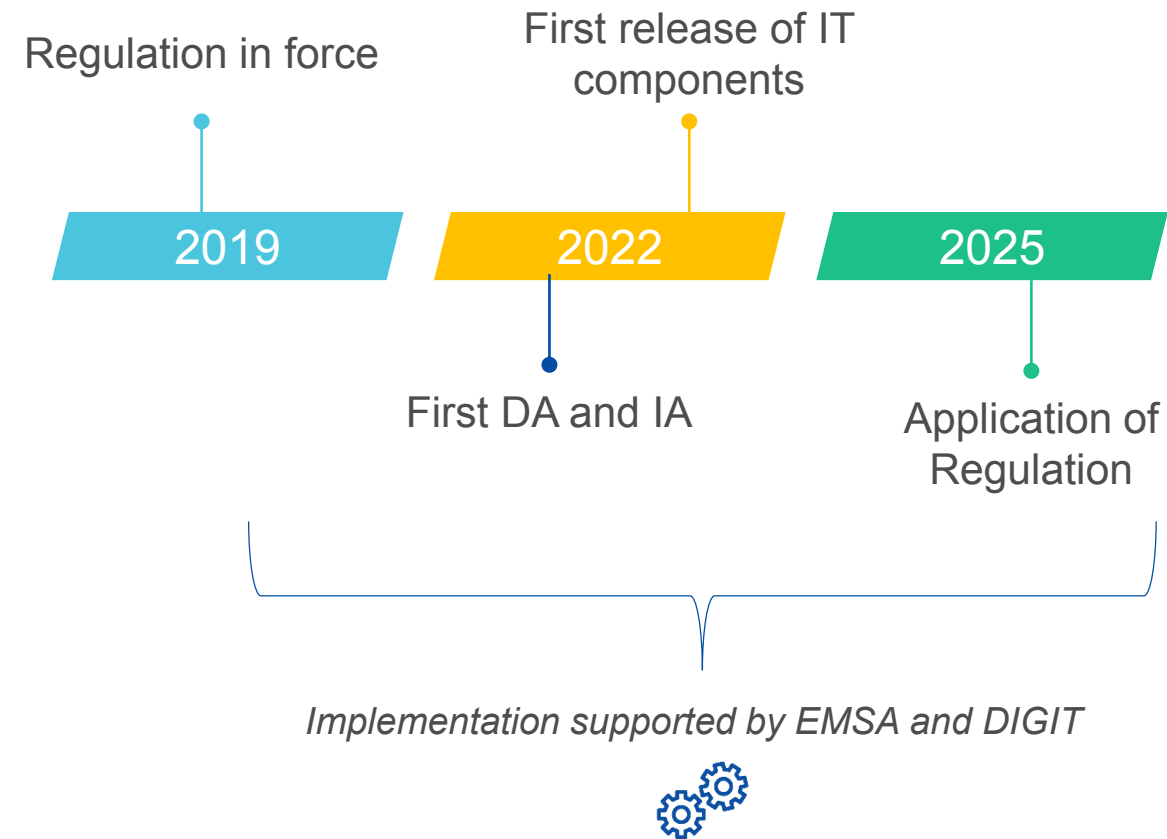 Regulation in force
First release of IT
components
2019
2022
2025
First DA and IA
Application of
Regulation
Implementation supported by EMSA and DIGIT